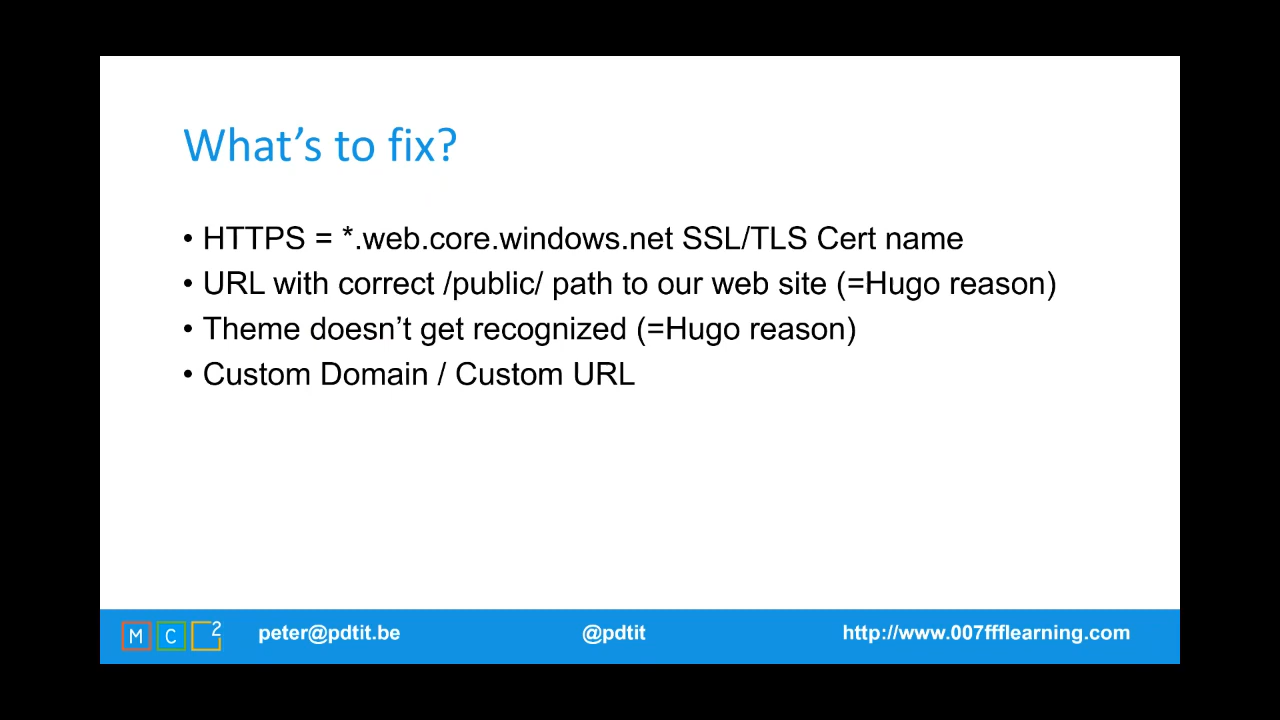 What's to fix?
• HTTPS = *.web.core.windows.net SSL/TLS Cert name
• URL with correct /public/ path to our web site (=Hugo reason)
• Theme doesn't get recognized (=Hugo reason)
• Custom Domain / Custom URL
M C 2 peter@pdtit.be @pdtit http://www.007ffflearning.com